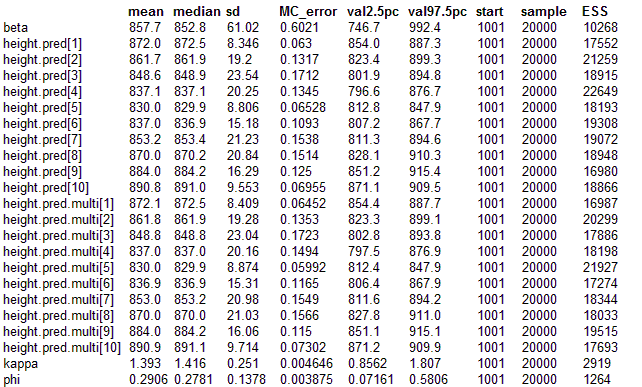 mean median sd MC_error val2.5pc val97.5pc start sample ESS
beta 857.7 852.8 61.02 0.6021 746.7 992.4 1001 20000 10268
height.pred[1] 872.0 872.5 8.346 0.063 854.0 887.3 1001 20000 17552
height.pred[2] 861.7 861.9 19.2 0.1317 823.4 899.3 1001 20000 21259
height.pred[3] 848.6 848.9 23.54 0.1712 801.9 894.8 1001 20000 18915
height.pred[4] 837.1 837.1 20.25 0.1345 796.6 876.7 1001 20000 22649
height.pred[5] 830.0 829.9 8.806 0.06528 812.8 847.9 1001 20000 18193
height.pred[6] 837.0 836.9 15.18 0.1093 807.2 867.7 1001 20000 19308
height.pred[7] 853.2 853.4 21.23 0.1538 811.3 894.6 1001 20000 19072
height.pred[8] 870.0 870.2 20.84 0.1514 828.1 910.3 1001 20000 18948
height.pred[9] 884.0 884.2 16.29 0.125 851.2 915.4 1001 20000 16980
height.pred[10] 890.8 891.0 9.553 0.06955 871.1 909.5 1001 20000 18866
height.pred.multi[1] 872.1 872.5 8.409 0.06452 854.4 887.7 1001 20000 16987
height.pred.multi[2] 861.8 861.9 19.28 0.1353 823.3 899.1 1001 20000 20299
height.pred.multi[3] 848.8 848.8 23.04 0.1723 802.8 893.8 1001 20000 17886
height.pred.multi[4] 837.0 837.0 20.16 0.1494 797.5 876.9 1001 20000 18198
height.pred.multi[5] 830.0 829.9 8.874 0.05992 812.4 847.9 1001 20000 21927
height.pred.multi[6] 836.9 836.9 15.31 0.1165 806.4 867.9 1001 20000 17274
height.pred.multi[7] 853.0 853.2 20.98 0.1549 811.6 894.2 1001 20000 18344
height.pred.multi[8] 870.0 870.0 21.03 0.1566 827.8 911.0 1001 20000 18033
height.pred.multi[9] 884.0 884.2 16.06 0.115 851.1 915.1 1001 20000 19515
height.pred.multi[10] 890.9 891.1 9.714 0.07302 871.2 909.9 1001 20000 17693
kappa 1.393 1.416 0.251 0.004646 0.8562 1.807 1001 20000 2919
phi 0.2906 0.2781 0.1378 0.003875 0.07161 0.5806 1001 20000 1264